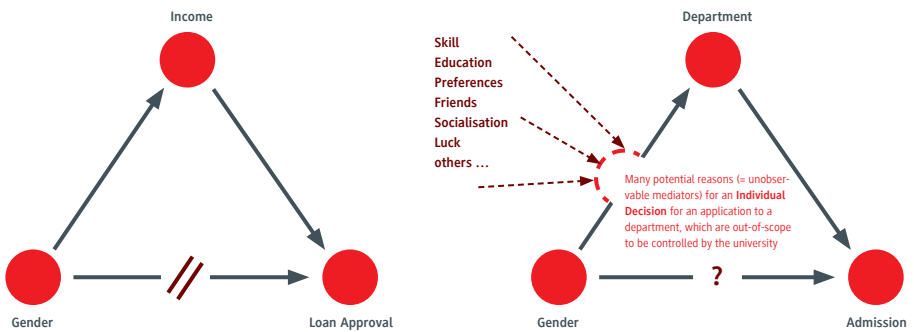 Income
Gender
Loan Approval
Department
Skill
Education
Preferences
Friends
Socialisation
Luck
others ...
Many potential reasons (= unobser-
vable mediators) for an Individual
Decision for an application to a
department, which are out-of-scope
to be controlled by the university
?
Gender
Admission